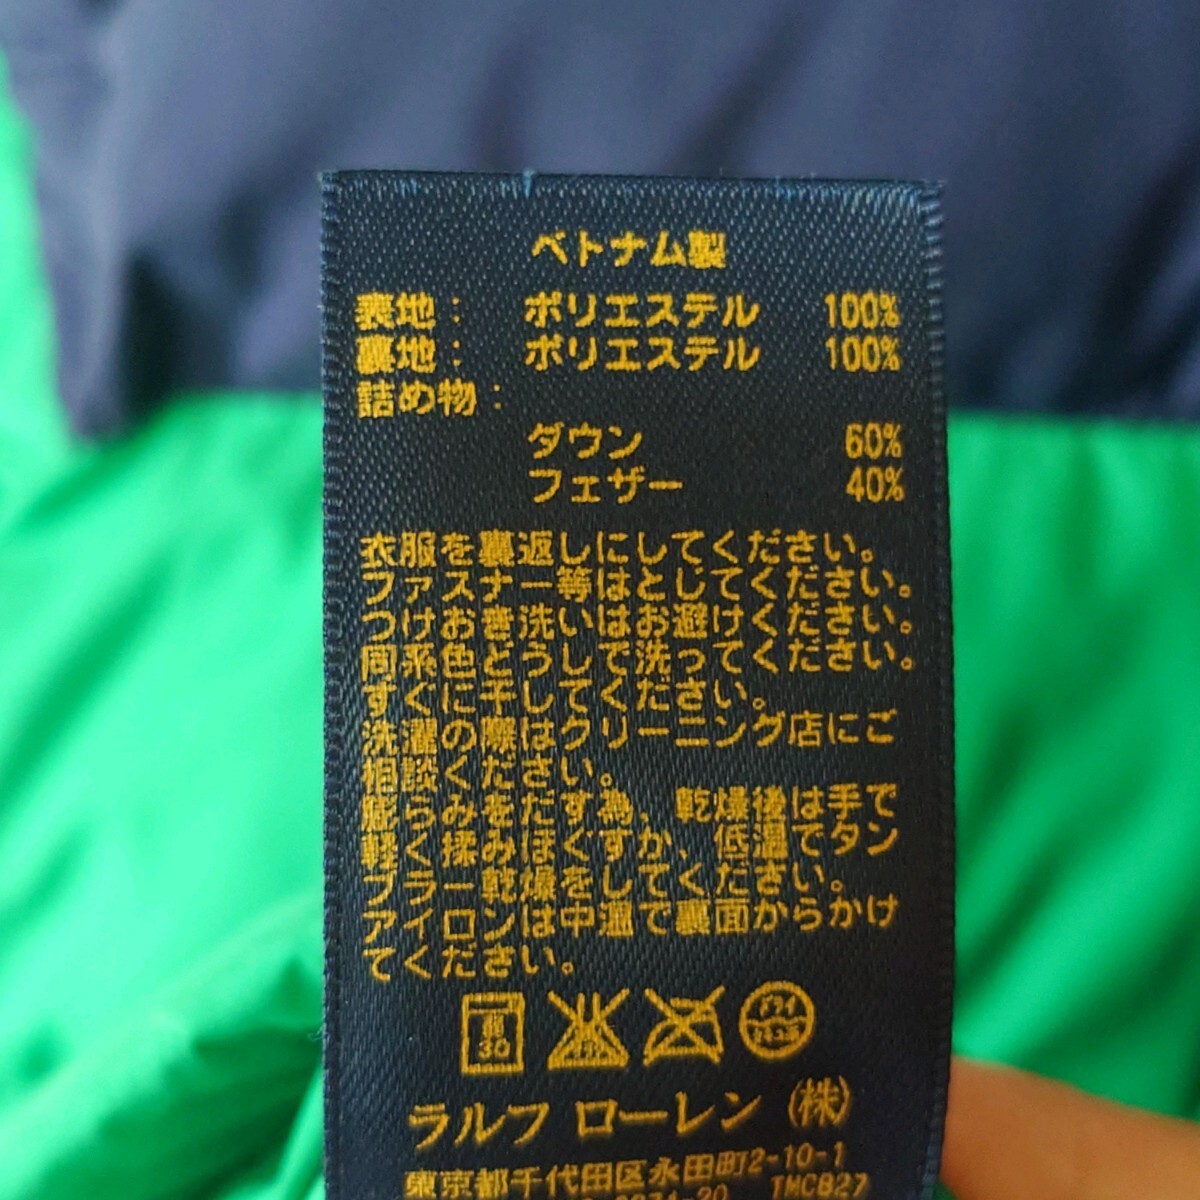 ベトナム製
表地： ポリエステル 100%
裏地： ポリエステル 100%
詰め物：
ダウン 60%
フェザー 40%
衣服を裏返しにしてください。
ファスナー等はとじてください。
つけおき洗いはお避けください。
同系色どうしで洗ってください。
すぐに干してください。
洗濯の際はクリーニング店にご
相談ください。
膨らみをだす為、乾燥後は手で
軽く揉みほぐすか、低温でタン
ブラー乾燥をしてください。
アイロンは中温で裏面からかけ
てください。
30
ラルフ ローレン（株）
東京都千代田区永田町2-10-1
TMC827